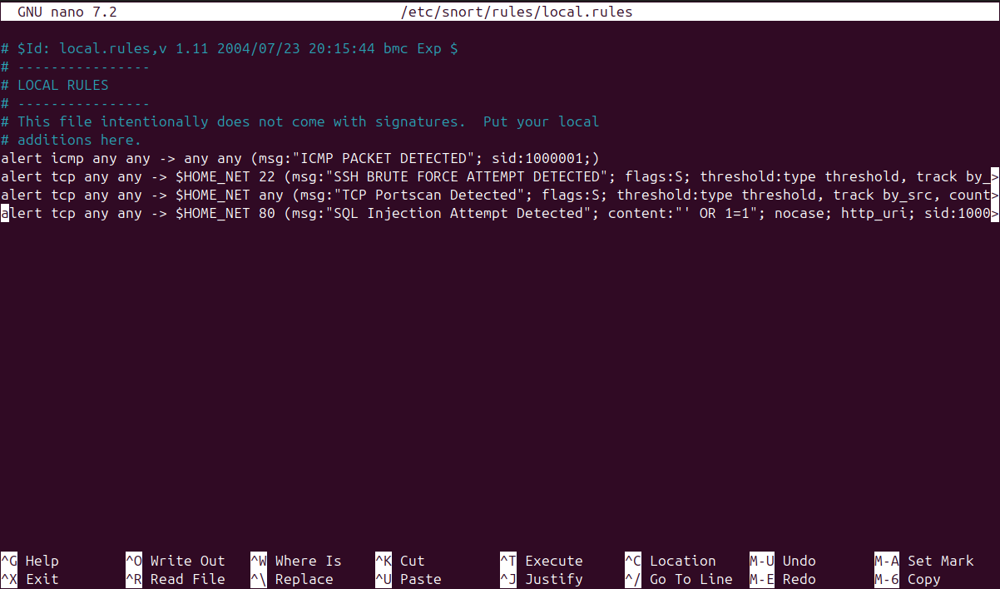 GNU nano 7.2 /etc/snort/rules/local.rules
# $Id: local.rules,v 1.11 2004/07/23 20:15:44 bmc Exp $
# ----------------
# LOCAL RULES
# ----------------
# This file intentionally does not come with signatures.  Put your local
# additions here.
alert icmp any any -> any any (msg:"ICMP PACKET DETECTED"; sid:1000001;)
alert tcp any any -> $HOME_NET 22 (msg:"SSH BRUTE FORCE ATTEMPT DETECTED"; flags:S; threshold:type threshold, track by_>
alert tcp any any -> $HOME_NET any (msg:"TCP Portscan Detected"; flags:S; threshold:type threshold, track by_src, count>
alert tcp any any -> $HOME_NET 80 (msg:"SQL Injection Attempt Detected"; content:"' OR 1=1"; nocase; http_uri; sid:1000>
^G Help ^O Write Out ^W Where Is ^K Cut ^T Execute ^C Location M-U Undo M-A Set Mark
^X Exit ^R Read File ^\ Replace ^U Paste ^J Justify ^/ Go To Line M-E Redo M-6 Copy